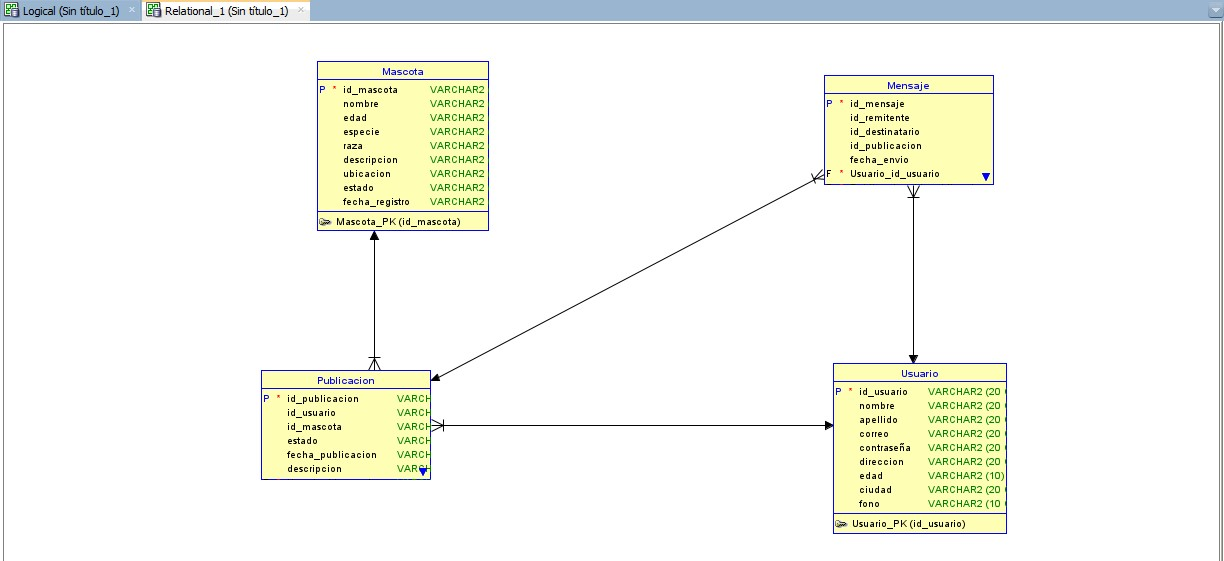 Logical (Sin título_1)
Relational_1 (Sin título_1)
Mascota
P * id_mascota VARCHAR2
nombre VARCHAR2
edad VARCHAR2
especie VARCHAR2
raza VARCHAR2
descripcion VARCHAR2
ubicacion VARCHAR2
estado VARCHAR2
fecha_registro VARCHAR2
Mascota_PK (id_mascota)
Mensaje
P * id_mensaje
id_remitente
id_destinatario
id_publicacion
fecha_envio
F * Usuario_id_usuario
Publicacion
P * id_publicacion VARCH
id_usuario VARCH
id_mascota VARCH
estado VARCH
fecha_publicacion VARCH
descripcion VARCH
Usuario
P * id_usuario VARCHAR2 (20
nombre VARCHAR2 (20
apellido VARCHAR2 (20
correo VARCHAR2 (20
contraseña VARCHAR2 (20
direccion VARCHAR2 (20
edad VARCHAR2 (10)
ciudad VARCHAR2 (20
fono VARCHAR2 (10
Usuario_PK (id_usuario)